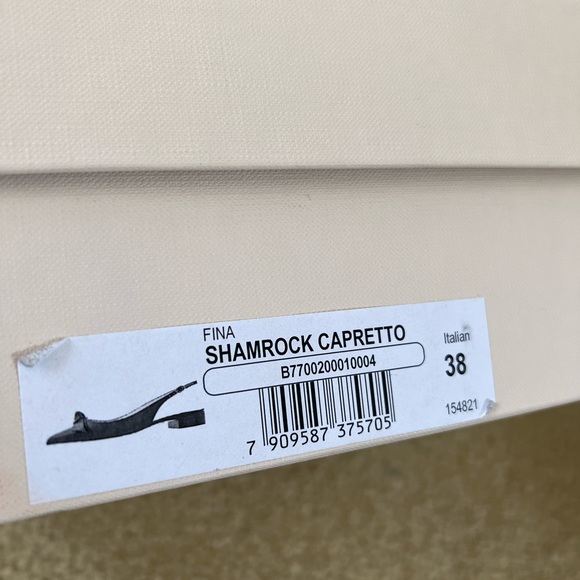 FINA
SHAMROCK CAPRETTO
B7700200010004
7 909587 375705
Italian
38
154821